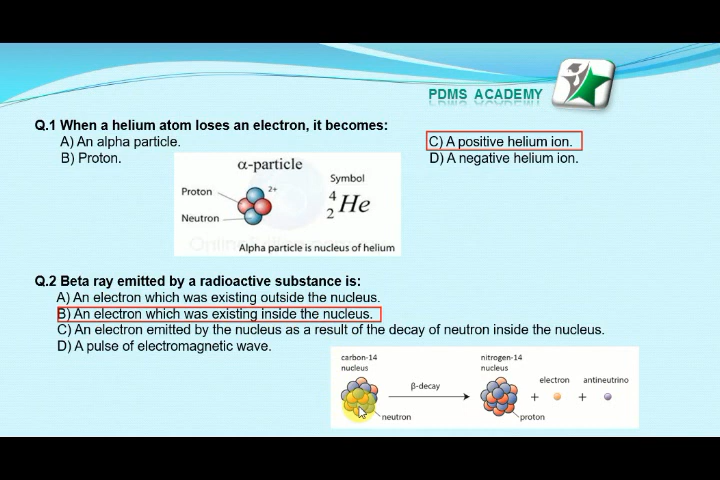 PDMS ACADEMY
Q.1 When a helium atom loses an electron, it becomes:
A) An alpha particle.
C) A positive helium ion.
B) Proton.
D) A negative helium ion.
α-particle
Symbol
Proton
2+
Neutron
4
2 He
Alpha particle is nucleus of helium
Q.2 Beta ray emitted by a radioactive substance is:
A) An electron which was existing outside the nucleus.
B) An electron which was existing inside the nucleus.
C) An electron emitted by the nucleus as a result of the decay of neutron inside the nucleus.
D) A pulse of electromagnetic wave.
carbon-14
nucleus
nitrogen-14
nucleus
β-decay
electron
antineutrino
+
+
neutron
proton